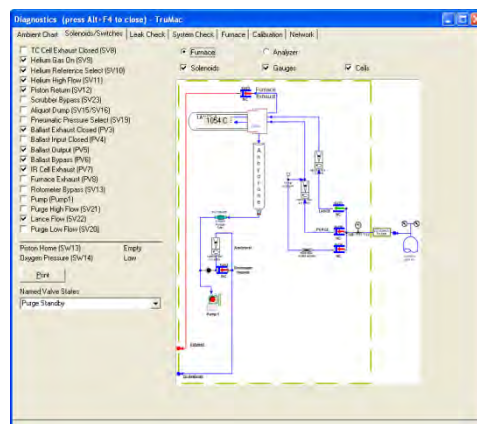 Diagnostics (press Alt+F4 to close) - TruMac
Ambient Chart Solenoids/Switches Leak Check System Check Furnace Calibration Network
TC Cell Exhaust Closed (SV8)
Helium Gas On (SV9)
Helium Reference Select (SV10)
Helium High Flow (SV11)
Piston Return (SV12)
Scrubber Bypass (SV23)
Aliquot Dump (SV15/SV16)
Pneumatic Pressure Select (SV19)
Ballast Exhaust Closed (PV3)
Ballast Input Closed (PV4)
Ballast Output (PV5)
Ballast Bypass (PV6)
IR Cell Exhaust (PV7)
Furnace Exhaust (PV8)
Rotometer Bypass (SV13)
Pump (Pump1)
Purge High Flow (SV21)
Lance Flow (SV22)
Purge Low Flow (SV20)
Piston Home (SW13) Empty
Oxygen Pressure (SW14) Low
Print
Named Valve States
Purge Standby
Furnace Analyzer
Solenoids Gauges Cells
Furnace
Exhaust
1054 C
Anhydrone
LANCE
PURGE